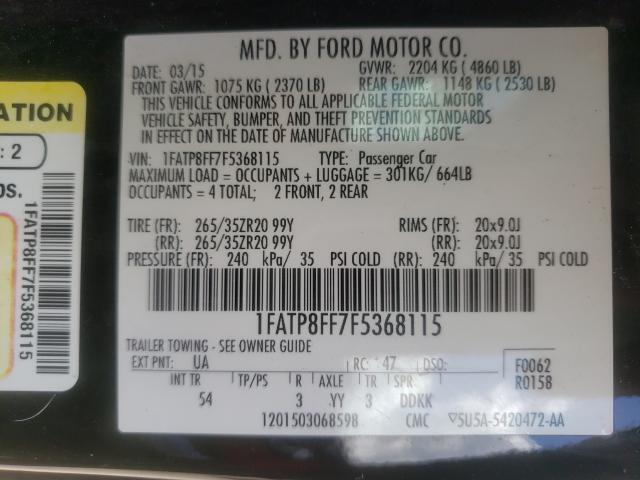 MFD. BY FORD MOTOR CO.
DATE: 03/15 GVWR: 2204 KG ( 4860 LB)
FRONT GAWR: 1075 KG ( 2370 LB) REAR GAWR: 1148 KG ( 2530 LB)
THIS VEHICLE CONFORMS TO ALL APPLICABLE FEDERAL MOTOR
VEHICLE SAFETY, BUMPER, AND THEFT PREVENTION STANDARDS
IN EFFECT ON THE DATE OF MANUFACTURE SHOWN ABOVE.
VIN: 1FATP8FF7F5368115 TYPE: Passenger Car
MAXIMUM LOAD = OCCUPANTS + LUGGAGE = 301KG/ 664LB
OCCUPANTS = 4 TOTAL; 2 FRONT, 2 REAR
TIRE (FR): 265/35ZR20 99Y RIMS (FR): 20x9.0J
(RR): 265/35ZR20 99Y (RR): 20x9.0J
PRESSURE (FR): 240 kPa/ 35 PSI COLD (RR): 240 kPa/ 35 PSI COLD
1FATP8FF7F5368115
TRAILER TOWING - SEE OWNER GUIDE
EXT PNT: UA RC: 47 DSO: F0062
R0158
INT TR TP/PS R AXLE TR SPR
54 3 YY 3 DDKK
1201503068598 CMC ▽5U5A-5420472-AA
ATION
: 2
os.
1FATP8FF7F5368115